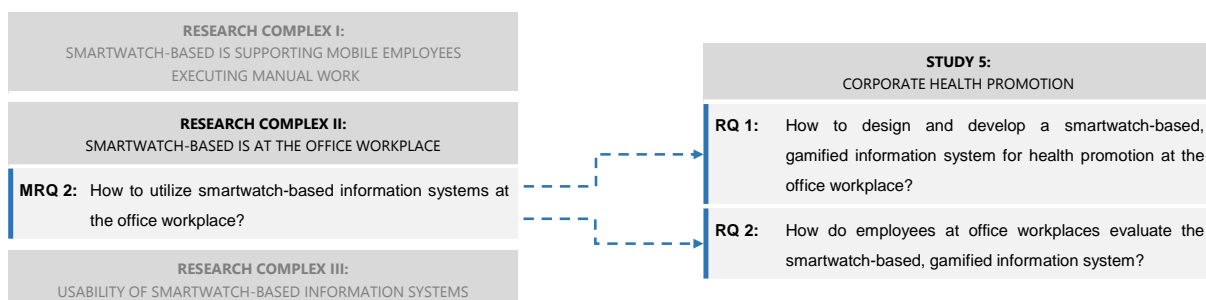 RESEARCH COMPLEX I:
SMARTWATCH-BASED IS SUPPORTING MOBILE EMPLOYEES
EXECUTING MANUAL WORK
RESEARCH COMPLEX II:
SMARTWATCH-BASED IS AT THE OFFICE WORKPLACE
MRQ 2: How to utilize smartwatch-based information systems at
the office workplace?
RESEARCH COMPLEX III:
USABILITY OF SMARTWATCH-BASED INFORMATION SYSTEMS
STUDY 5:
CORPORATE HEALTH PROMOTION
RQ 1: How to design and develop a smartwatch-based,
gamified information system for health promotion at the
office workplace?
RQ 2: How do employees at office workplaces evaluate the
smartwatch-based, gamified information system?